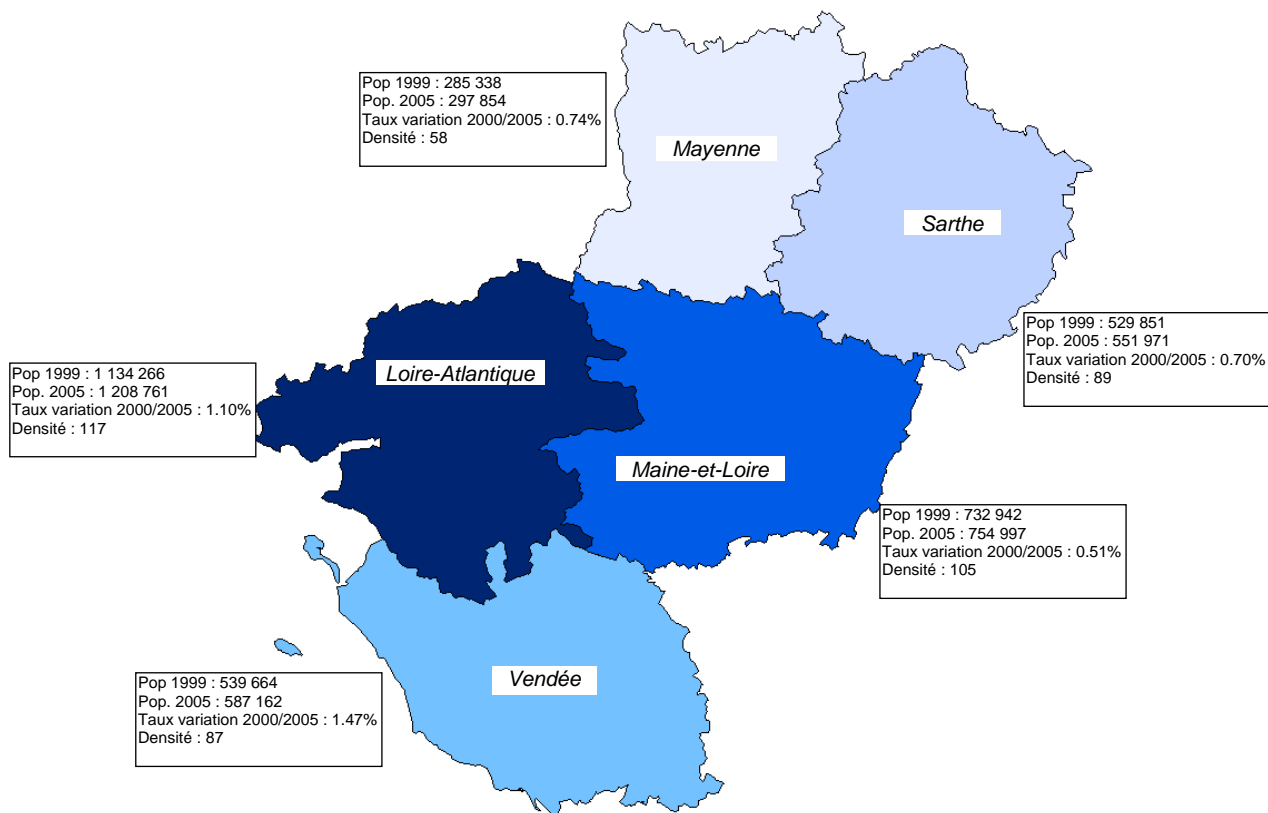 Pop 1999 : 285 338
Pop. 2005 : 297 854
Taux variation 2000/2005 : 0.74%
Densité : 58
Mayenne
Sarthe
Pop 1999 : 529 851
Pop. 2005 : 551 971
Taux variation 2000/2005 : 0.70%
Densité : 89
Pop 1999 : 1 134 266
Pop. 2005 : 1 208 761
Taux variation 2000/2005 : 1.10%
Densité : 117
Loire-Atlantique
Maine-et-Loire
Pop 1999 : 732 942
Pop. 2005 : 754 997
Taux variation 2000/2005 : 0.51%
Densité : 105
Vendée
Pop 1999 : 539 664
Pop. 2005 : 587 162
Taux variation 2000/2005 : 1.47%
Densité : 87